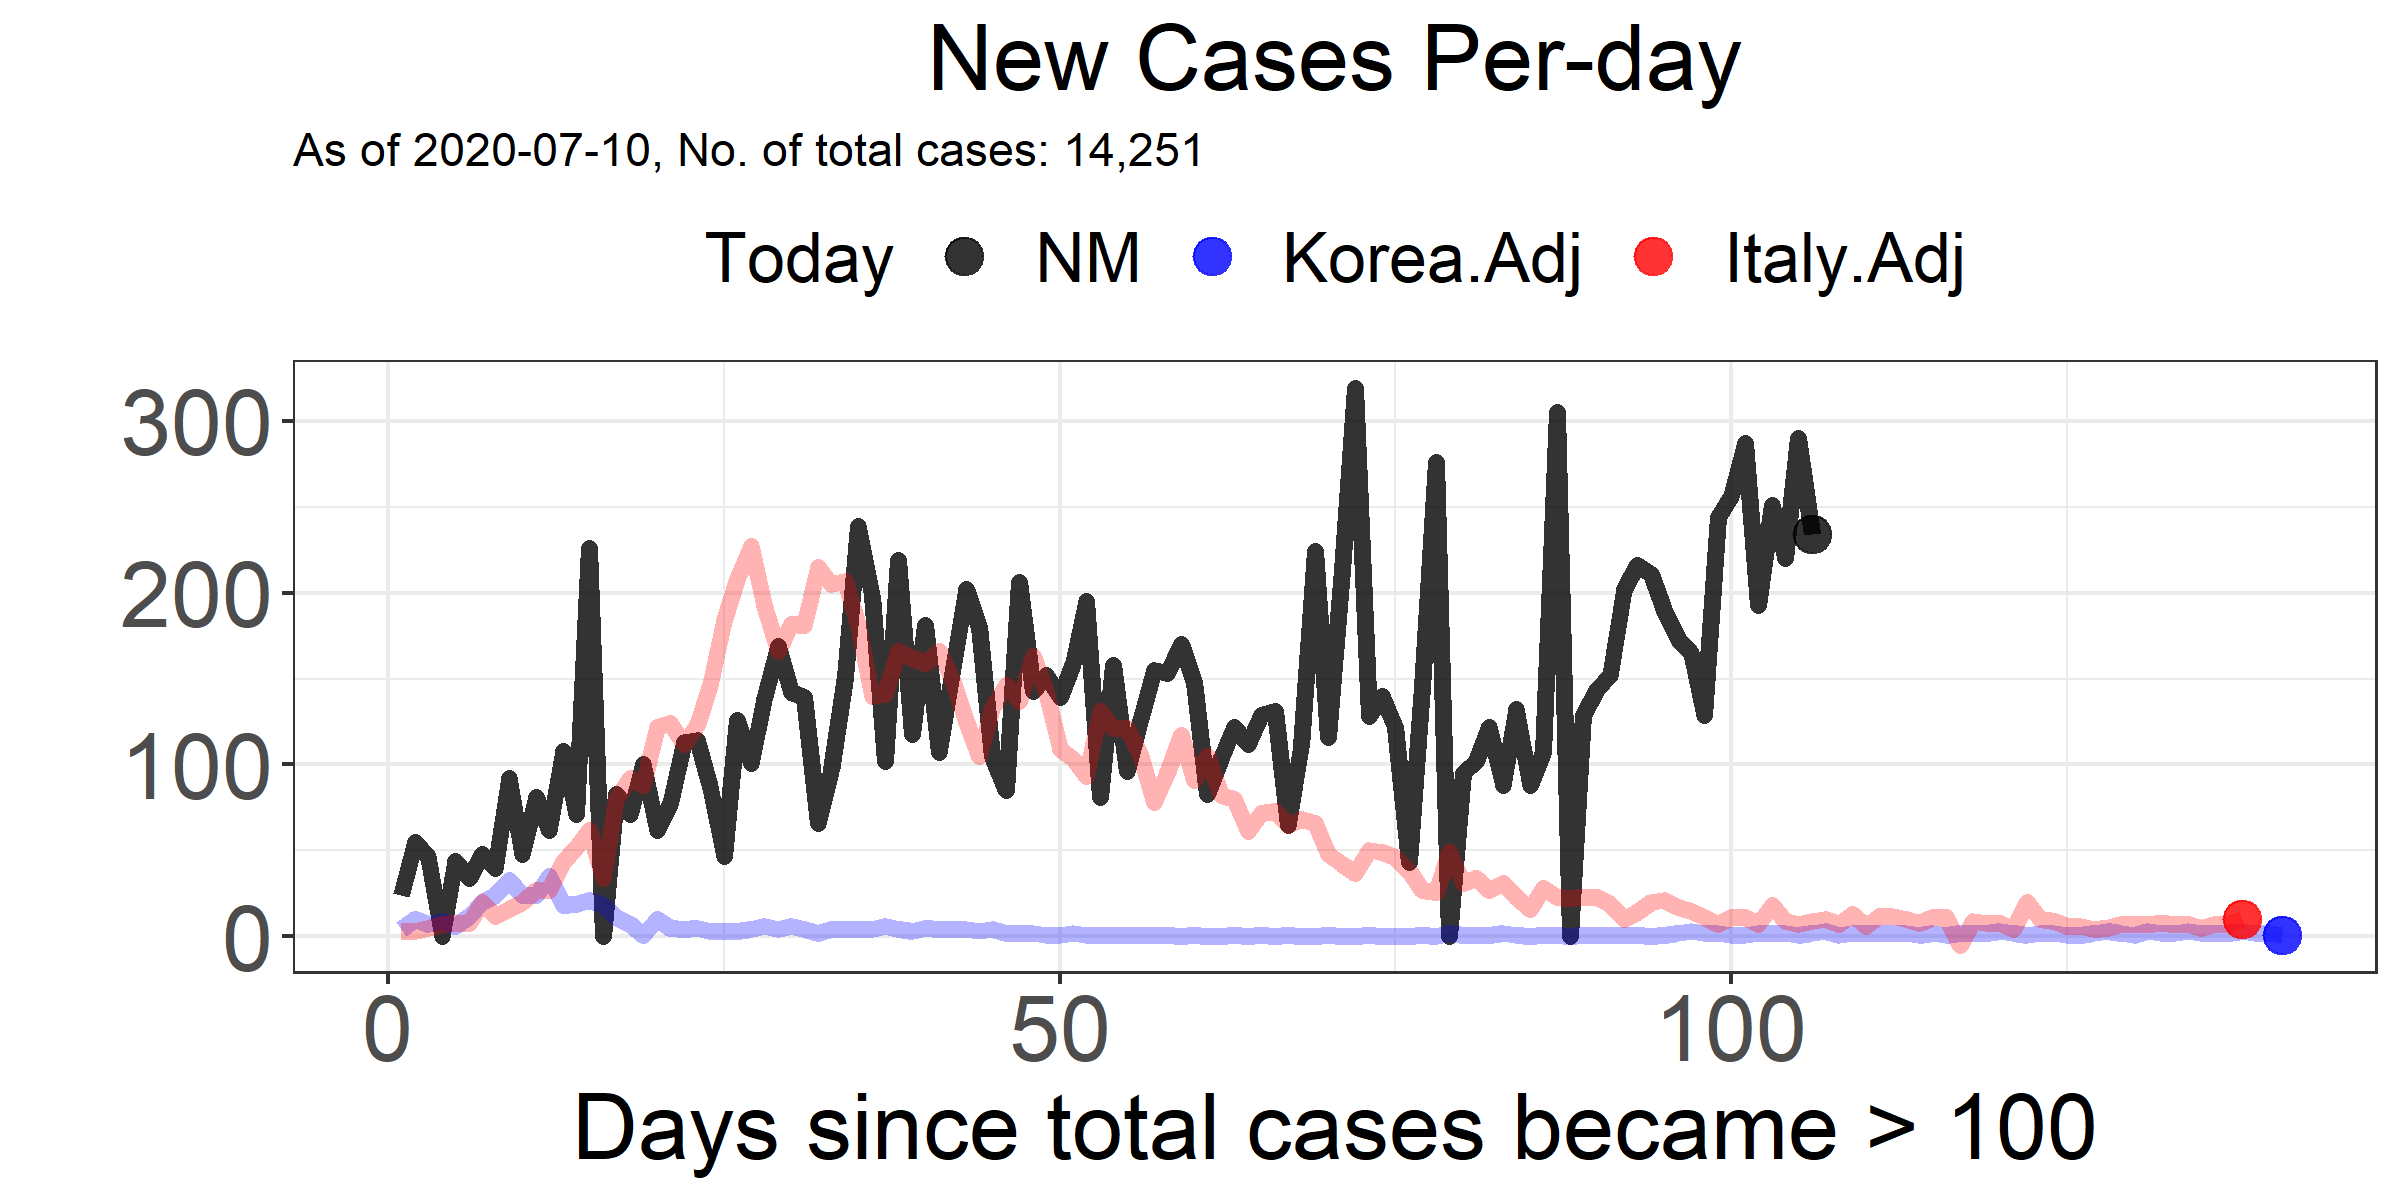 New Cases Per-day
As of 2020-07-10, No. of total cases: 14,251
Today NM Korea.Adj Italy.Adj
300
200
100
0
0 50 100
Days since total cases became > 100